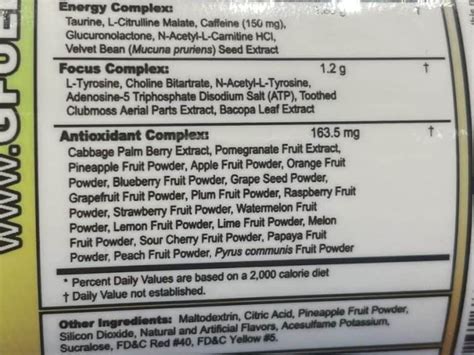 Energy Complex:
Taurine, L-Citrulline Malate, Caffeine (150 mg),
Glucuronolactone, N-Acetyl-L-Carnitine HCl,
Velvet Bean (Mucuna pruriens) Seed Extract
Focus Complex: 1.2 g †
L-Tyrosine, Choline Bitartrate, N-Acetyl-L-Tyrosine,
Adenosine-5 Triphosphate Disodium Salt (ATP), Toothed
Clubmoss Aerial Parts Extract, Bacopa Leaf Extract
Antioxidant Complex: 163.5 mg †
Cabbage Palm Berry Extract, Pomegranate Fruit Extract,
Pineapple Fruit Powder, Apple Fruit Powder, Orange Fruit
Powder, Blueberry Fruit Powder, Grape Seed Powder,
Grapefruit Fruit Powder, Plum Fruit Powder, Raspberry Fruit
Powder, Strawberry Fruit Powder, Watermelon Fruit
Powder, Lemon Fruit Powder, Lime Fruit Powder, Melon
Fruit Powder, Sour Cherry Fruit Powder, Papaya Fruit
Powder, Peach Fruit Powder, Pyrus communis Fruit Powder
* Percent Daily Values are based on a 2,000 calorie diet
† Daily Value not established.
Other Ingredients: Maltodextrin, Citric Acid, Pineapple Fruit Powder,
Silicon Dioxide, Natural and Artificial Flavors, Acesulfame Potassium,
Sucralose, FD&C Red #40, FD&C Yellow #5.
WWW.GFUEL